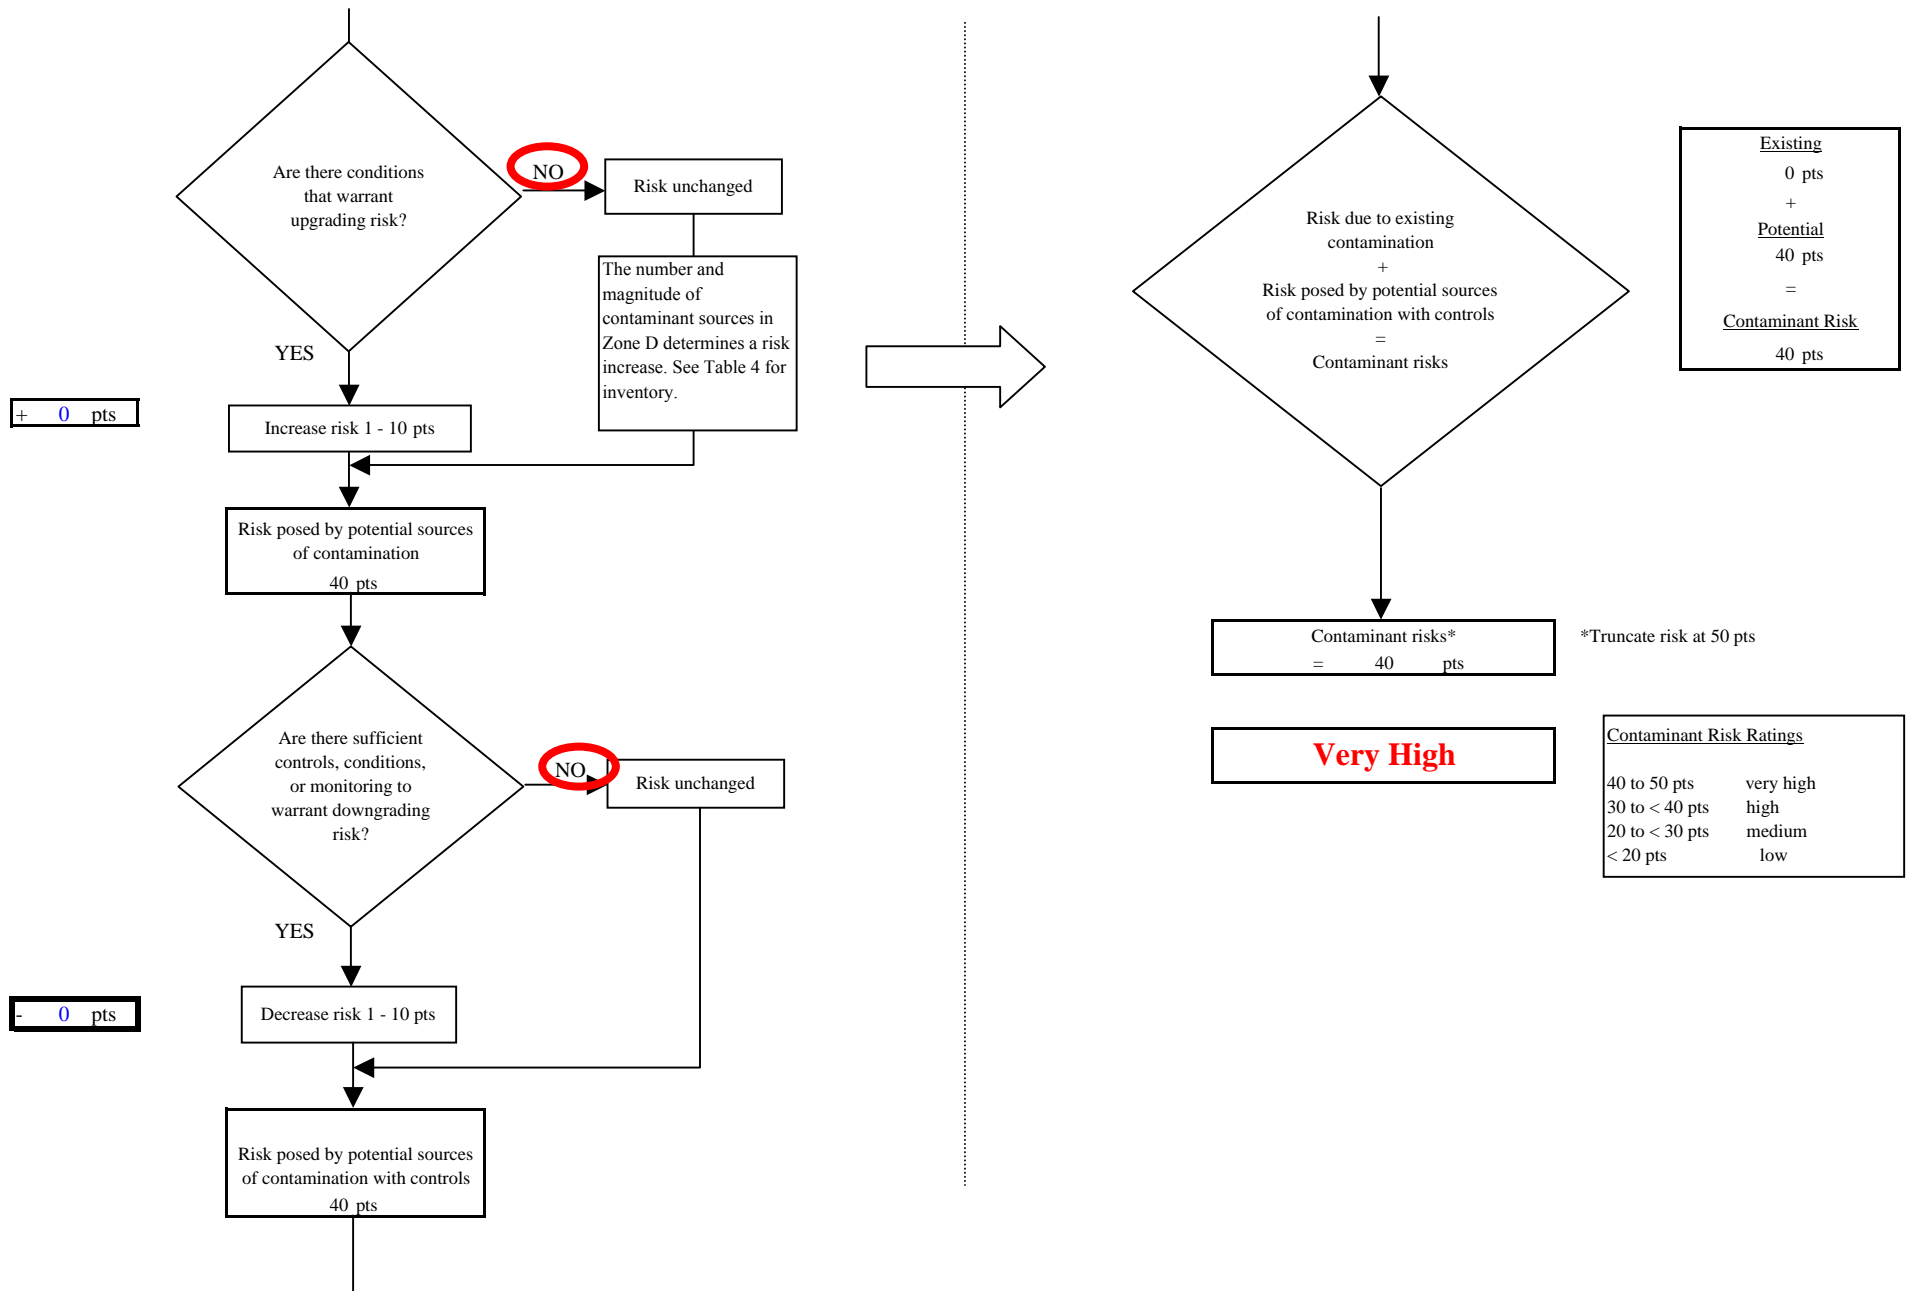 Are there conditions
that warrant
upgrading risk?
NO
Risk unchanged
The number and
magnitude of
contaminant sources in
Zone D determines a risk
increase. See Table 4 for
inventory.
YES
+ 0 pts
Increase risk 1 - 10 pts
Risk posed by potential sources
of contamination
40 pts
Are there sufficient
controls, conditions,
or monitoring to
warrant downgrading
risk?
NO
Risk unchanged
YES
- 0 pts
Decrease risk 1 - 10 pts
Risk posed by potential sources
of contamination with controls
40 pts
Risk due to existing
contamination
+
Risk posed by potential sources
of contamination with controls
=
Contaminant risks
Existing
0 pts
+
Potential
40 pts
=
Contaminant Risk
40 pts
Contaminant risks*
= 40 pts
*Truncate risk at 50 pts
Very High
Contaminant Risk Ratings
40 to 50 pts very high
30 to < 40 pts high
20 to < 30 pts medium
< 20 pts low